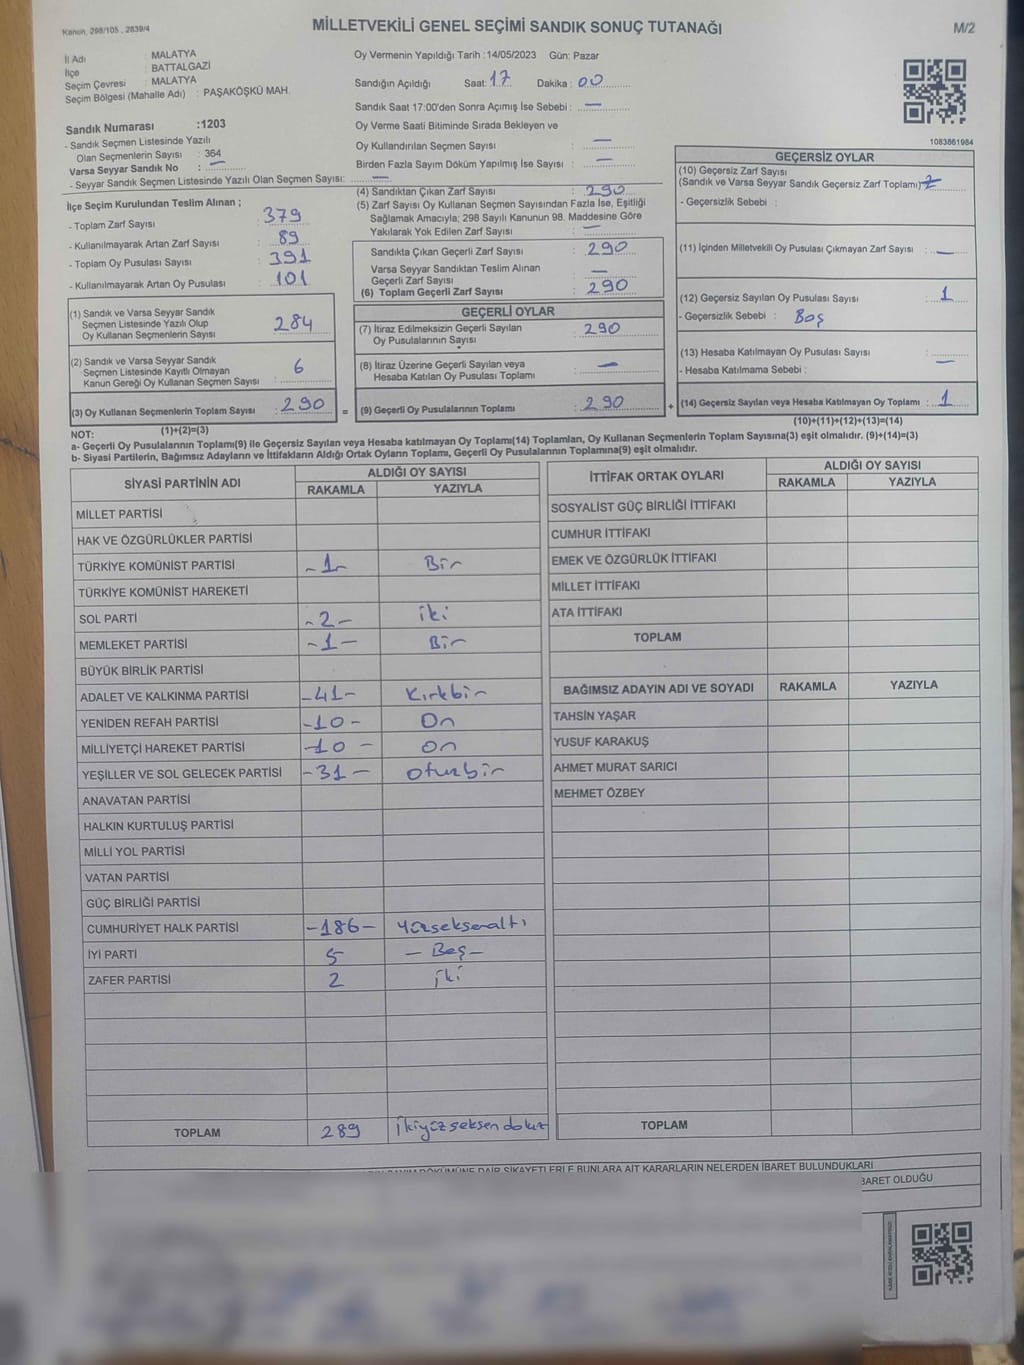 Kanun, 298/105, 2839/4
MİLLETVEKİLİ GENEL SEÇİMİ SANDIK SONUÇ TUTANAĞI
M/2
İl Adı : MALATYA
İlçe : BATTALGAZİ
Seçim Çevresi : MALATYA
Seçim Bölgesi (Mahalle Adı) : PAŞAKÖŞKÜ MAH.
Sandık Numarası :1203
- Sandık Seçmen Listesinde Yazılı
Olan Seçmenlerin Sayısı : 364
Varsa Seyyar Sandık No : —
- Seyyar Sandık Seçmen Listesinde Yazılı Olan Seçmen Sayısı: —
Oy Vermenin Yapıldığı Tarih :14/05/2023 Gün: Pazar
Sandığın Açıldığı Saat: 17 Dakika : 00
Sandık Saat 17:00'den Sonra Açımış İse Sebebi : —
Oy Verme Saati Bitiminde Sırada Bekleyen ve
Oy Kullandırılan Seçmen Sayısı : —
Birden Fazla Sayım Döküm Yapılmış İse Sayısı : —
1083861984
İlçe Seçim Kurulundan Teslim Alınan ;
- Toplam Zarf Sayısı : 379
- Kullanılmayarak Artan Zarf Sayısı : 89
- Toplam Oy Pusulası Sayısı : 391
- Kullanılmayarak Artan Oy Pusulası : 101
(1) Sandık ve Varsa Seyyar Sandık
Seçmen Listesinde Yazılı Olup
Oy Kullanan Seçmenlerin Sayısı : 284
(2) Sandık ve Varsa Seyyar Sandık
Seçmen Listesinde Kayıtlı Olmayan
Kanun Gereği Oy Kullanan Seçmen Sayısı : 6
(3) Oy Kullanan Seçmenlerin Toplam Sayısı : 290
(1)+(2)=(3)
(4) Sandıktan Çıkan Zarf Sayısı : 290
(5) Zarf Sayısı Oy Kullanan Seçmen Sayısından Fazla İse, Eşitliği
Sağlamak Amacıyla; 298 Sayılı Kanunun 98. Maddesine Göre
Yakılarak Yok Edilen Zarf Sayısı : —
Sandıkta Çıkan Geçerli Zarf Sayısı : 290
Varsa Seyyar Sandıktan Teslim Alınan
Geçerli Zarf Sayısı : —
(6) Toplam Geçerli Zarf Sayısı : 290
GEÇERLİ OYLAR
(7) İtiraz Edilmeksizin Geçerli Sayılan
Oy Pusulalarının Sayısı : 290
(8) İtiraz Üzerine Geçerli Sayılan veya
Hesaba Katılan Oy Pusulası Toplamı : —
= (9) Geçerli Oy Pusulalarının Toplamı : 290 +
GEÇERSİZ OYLAR
(10) Geçersiz Zarf Sayısı
(Sandık ve Varsa Seyyar Sandık Geçersiz Zarf Toplamı)
- Geçersizlik Sebebi :
(11) İçinden Milletvekili Oy Pusulası Çıkmayan Zarf Sayısı : —
(12) Geçersiz Sayılan Oy Pusulası Sayısı : 1
- Geçersizlik Sebebi : Boş
(13) Hesaba Katılmayan Oy Pusulası Sayısı : —
- Hesaba Katılmama Sebebi :
(14) Geçersiz Sayılan veya Hesaba Katılmayan Oy Toplamı : 1
(10)+(11)+(12)+(13)=(14)
NOT:
a- Geçerli Oy Pusulalarının Toplamı(9) ile Geçersiz Sayılan veya Hesaba katılmayan Oy Toplamı(14) Toplamları, Oy Kullanan Seçmenlerin Toplam Sayısına(3) eşit olmalıdır. (9)+(14)=(3)
b- Siyasi Partilerin, Bağımsız Adayların ve İttifakların Aldığı Ortak Oyların Toplamı, Geçerli Oy Pusulalarının Toplamına(9) eşit olmalıdır.
SİYASİ PARTİNİN ADI
ALDIĞI OY SAYISI
RAKAMLA YAZIYLA
MİLLET PARTİSİ
HAK VE ÖZGÜRLÜKLER PARTİSİ
TÜRKİYE KOMÜNİST PARTİSİ -1- Bir
TÜRKİYE KOMÜNİST HAREKETİ
SOL PARTİ -2- iki
MEMLEKET PARTİSİ -1- Bir
BÜYÜK BİRLİK PARTİSİ
ADALET VE KALKINMA PARTİSİ -41- Kırkbir
YENİDEN REFAH PARTİSİ -10- On
MİLLİYETÇİ HAREKET PARTİSİ -10- On
YEŞİLLER VE SOL GELECEK PARTİSİ -31- Oturbir
ANAVATAN PARTİSİ
HALKIN KURTULUŞ PARTİSİ
MİLLİ YOL PARTİSİ
VATAN PARTİSİ
GÜÇ BİRLİĞİ PARTİSİ
CUMHURİYET HALK PARTİSİ -186- Yüzseksenaltı
İYİ PARTİ 5 - Beş -
ZAFER PARTİSİ 2 iki
TOPLAM 289 ikiyüzseksendokuz
İTTİFAK ORTAK OYLARI
ALDIĞI OY SAYISI
RAKAMLA YAZIYLA
SOSYALİST GÜÇ BİRLİĞİ İTTİFAKI
CUMHUR İTTİFAKI
EMEK VE ÖZGÜRLÜK İTTİFAKI
MİLLET İTTİFAKI
ATA İTTİFAKI
TOPLAM
BAĞIMSIZ ADAYIN ADI VE SOYADI RAKAMLA YAZIYLA
TAHSİN YAŞAR
YUSUF KARAKUŞ
AHMET MURAT SARICI
MEHMET ÖZBEY
TOPLAM
DÖKÜMÜNE DAİR ŞİKAYETLERLE BUNLARA AİT KARARLARIN NELERDEN İBARET BULUNDUKLARI
İBARET OLDUĞU